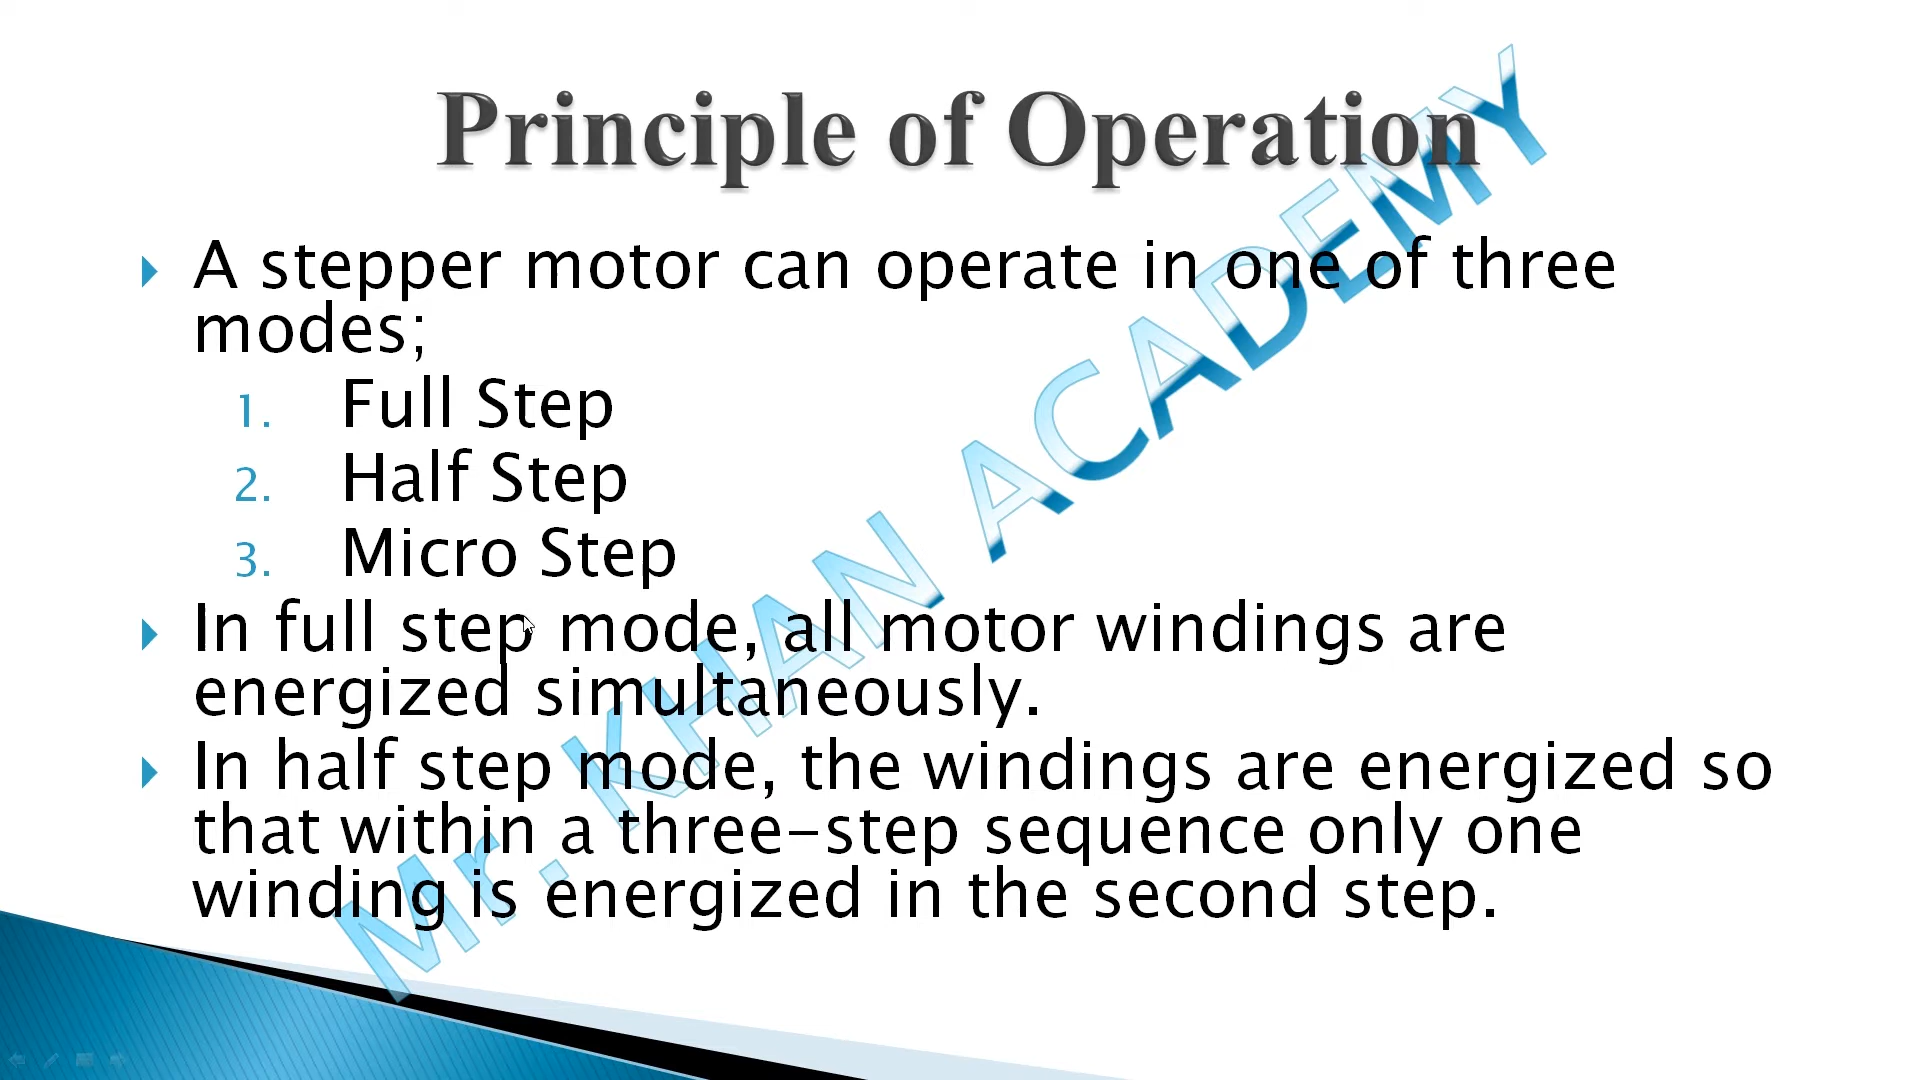 Principle of Operation
A stepper motor can operate in one of three
modes;
1. Full Step
2. Half Step
3. Micro Step
In full step mode, all motor windings are
energized simultaneously.
In half step mode, the windings are energized so
that within a three-step sequence only one
winding is energized in the second step.
Mr. KHAN ACADEMY